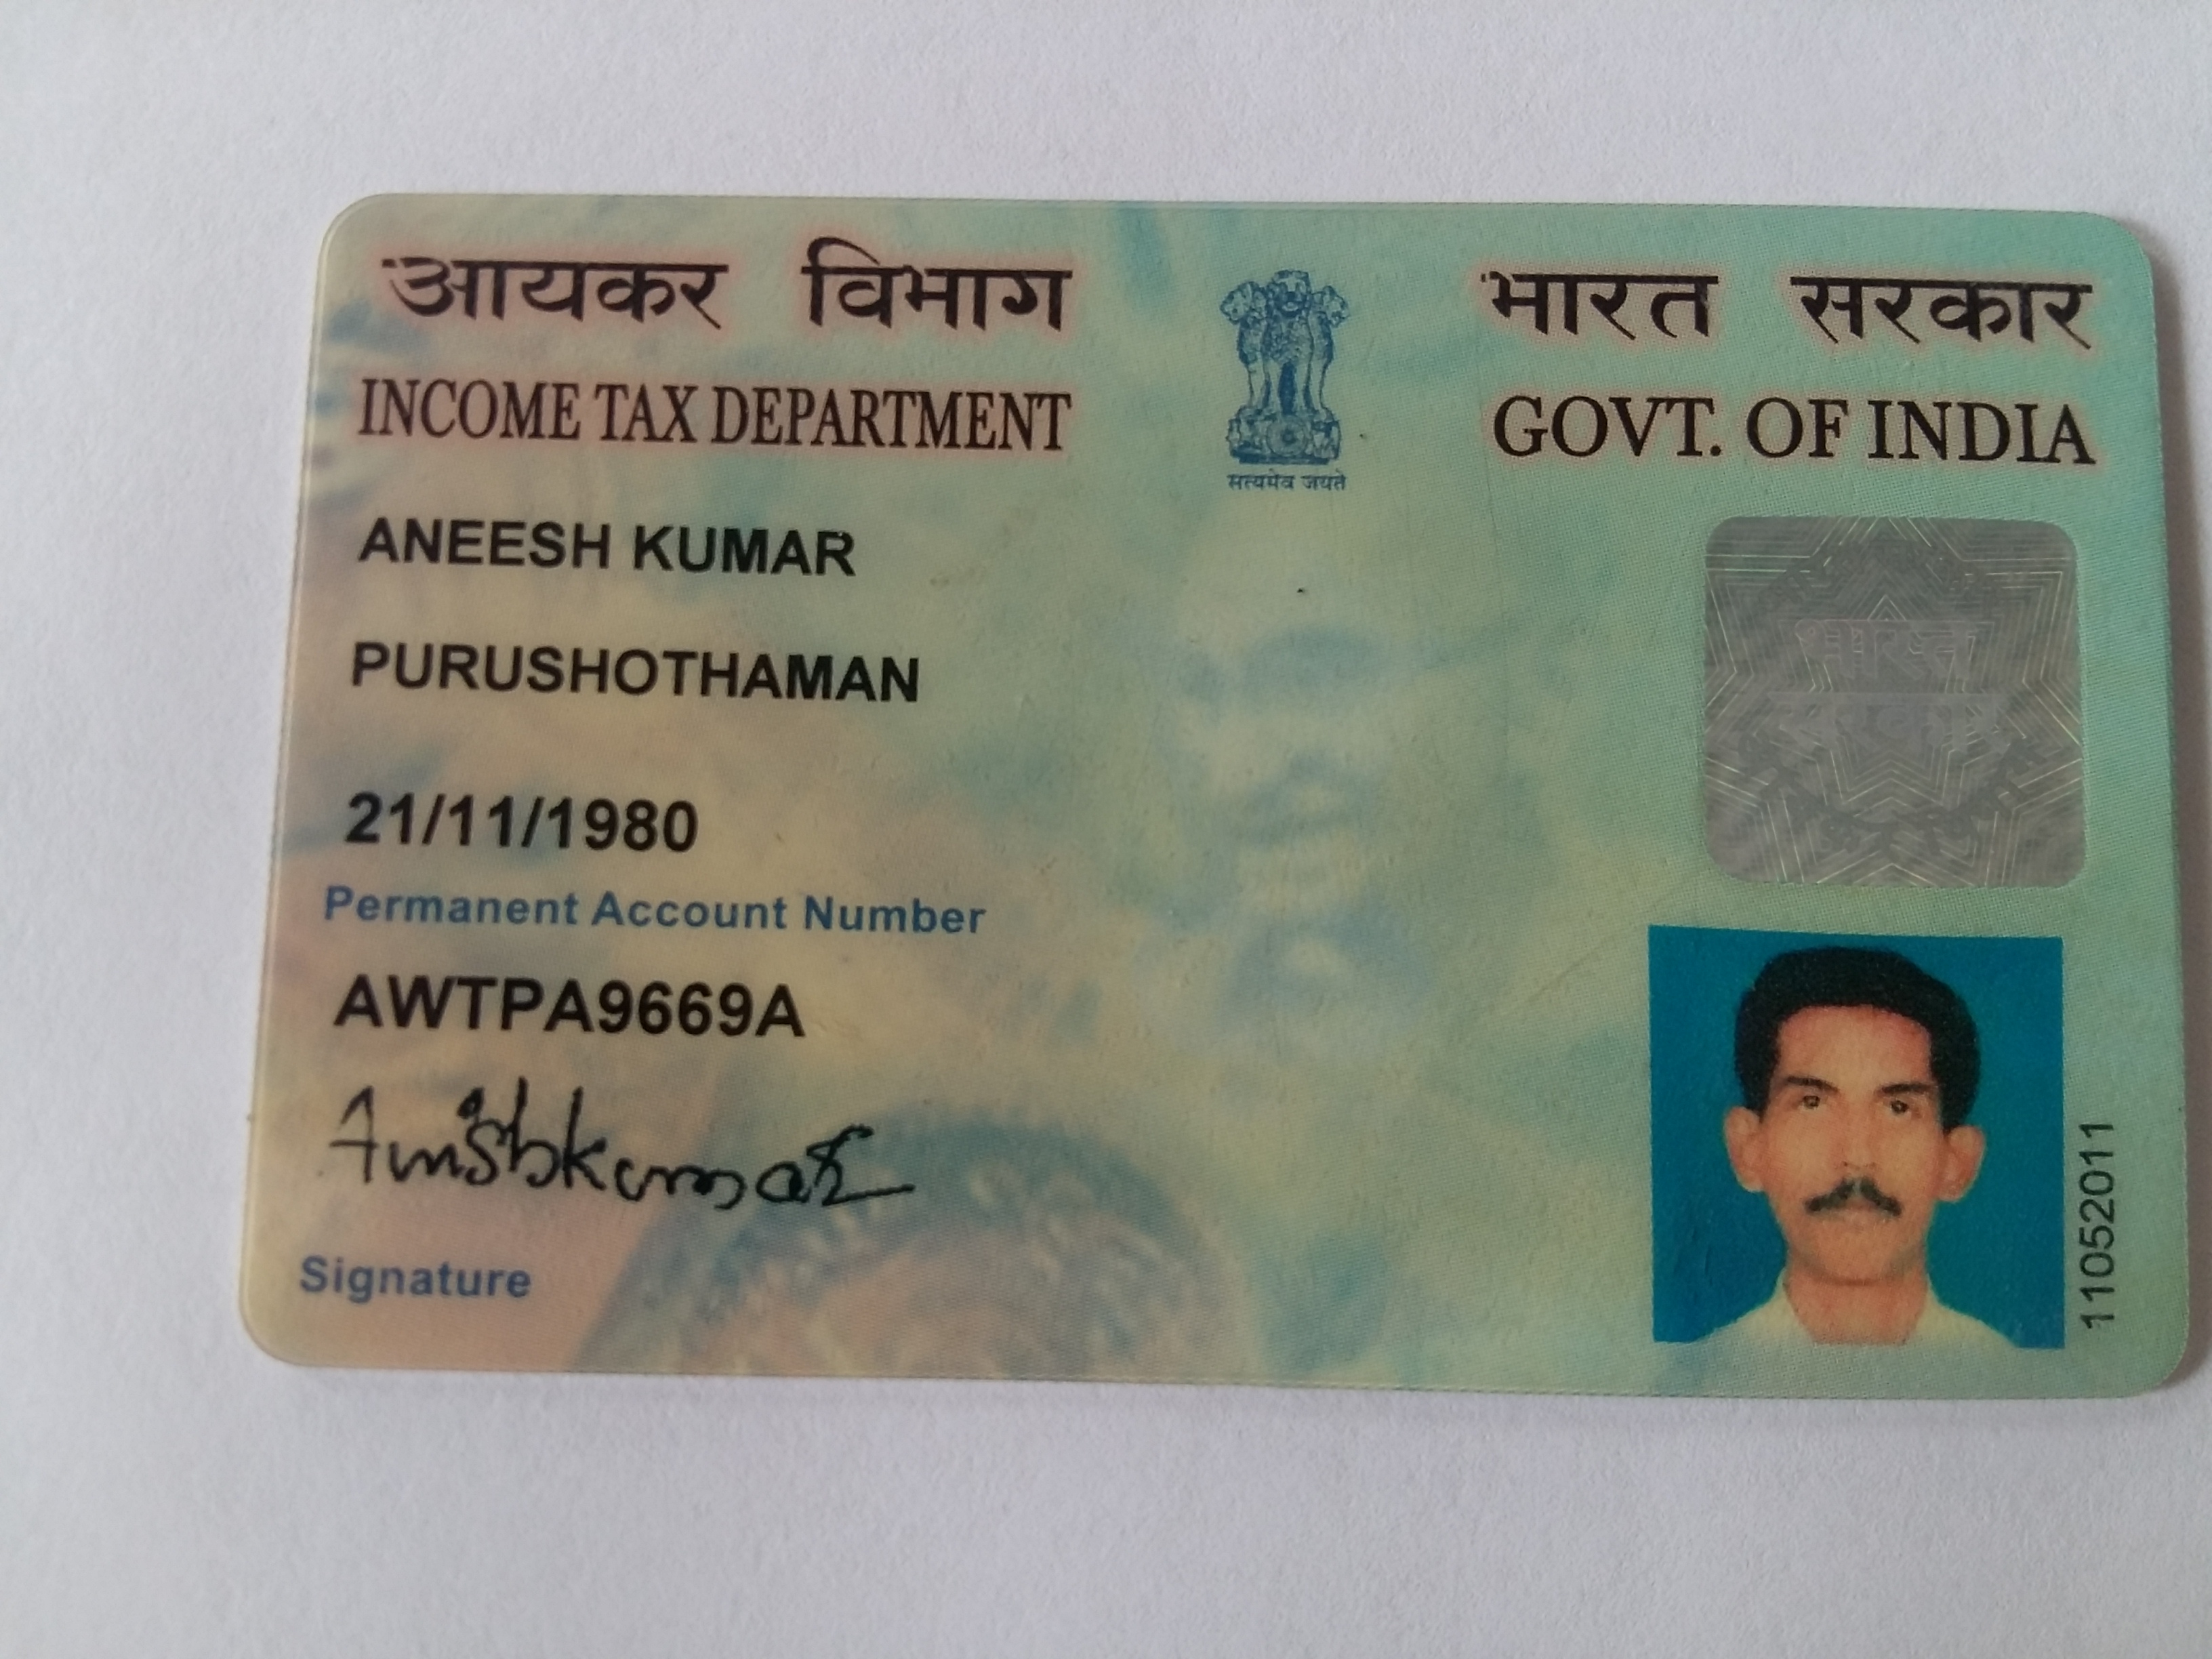 आयकर विभाग
INCOME TAX DEPARTMENT
सत्यमेव जयते
भारत सरकार
GOVT. OF INDIA
ANEESH KUMAR
PURUSHOTHAMAN
21/11/1980
Permanent Account Number
AWTPA9669A
Signature
11052011